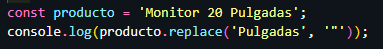 const producto = 'Monitor 20 Pulgadas';
console.log(producto.replace('Pulgadas', '"'));